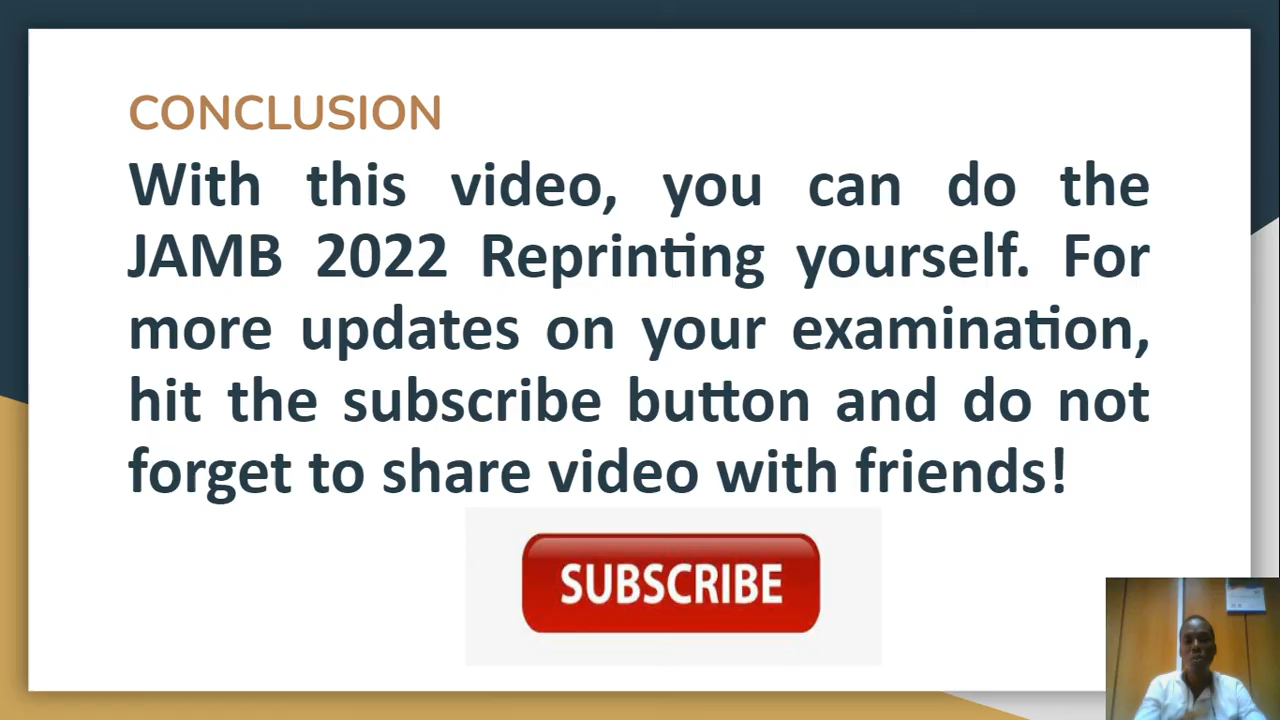 CONCLUSION
With this video, you can do the
JAMB 2022 Reprinting yourself. For
more updates on your examination,
hit the subscribe button and do not
forget to share video with friends!
SUBSCRIBE